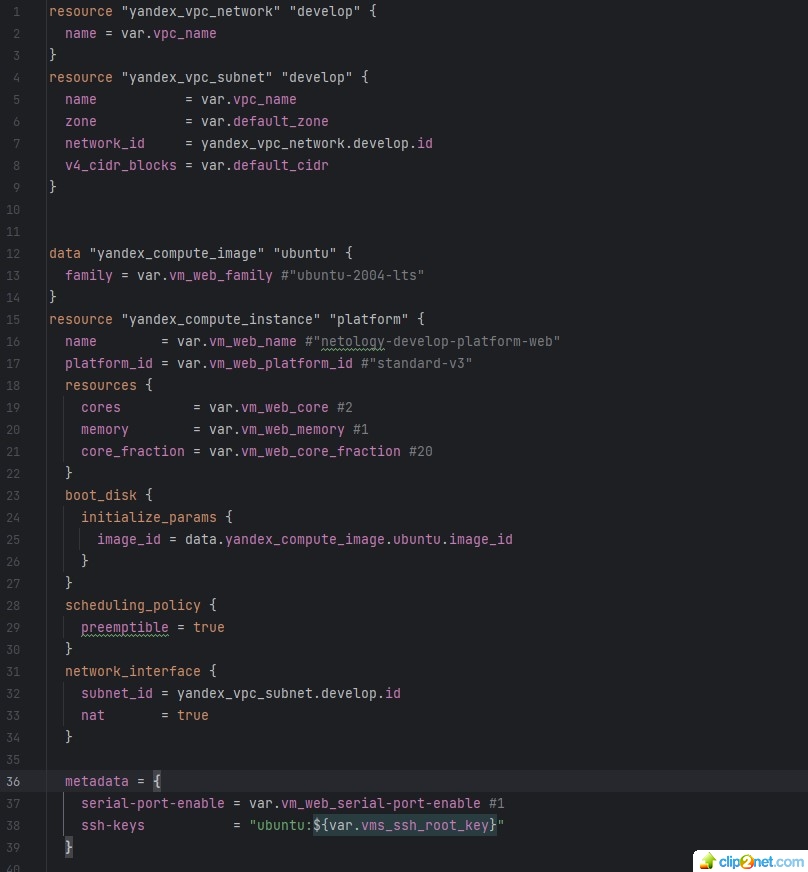 1 resource "yandex_vpc_network" "develop" {
2   name = var.vpc_name
3 }
4 resource "yandex_vpc_subnet" "develop" {
5   name           = var.vpc_name
6   zone           = var.default_zone
7   network_id     = yandex_vpc_network.develop.id
8   v4_cidr_blocks = var.default_cidr
9 }
10
11
12 data "yandex_compute_image" "ubuntu" {
13   family = var.vm_web_family #"ubuntu-2004-lts"
14 }
15 resource "yandex_compute_instance" "platform" {
16   name        = var.vm_web_name #"netology-develop-platform-web"
17   platform_id = var.vm_web_platform_id #"standard-v3"
18   resources {
19     cores         = var.vm_web_core #2
20     memory        = var.vm_web_memory #1
21     core_fraction = var.vm_web_core_fraction #20
22   }
23   boot_disk {
24     initialize_params {
25       image_id = data.yandex_compute_image.ubuntu.image_id
26     }
27   }
28   scheduling_policy {
29     preemptible = true
30   }
31   network_interface {
32     subnet_id = yandex_vpc_subnet.develop.id
33     nat       = true
34   }
35
36   metadata = {
37     serial-port-enable = var.vm_web_serial-port-enable #1
38     ssh-keys           = "ubuntu:${var.vms_ssh_root_key}"
39   }
40
clip2net.com